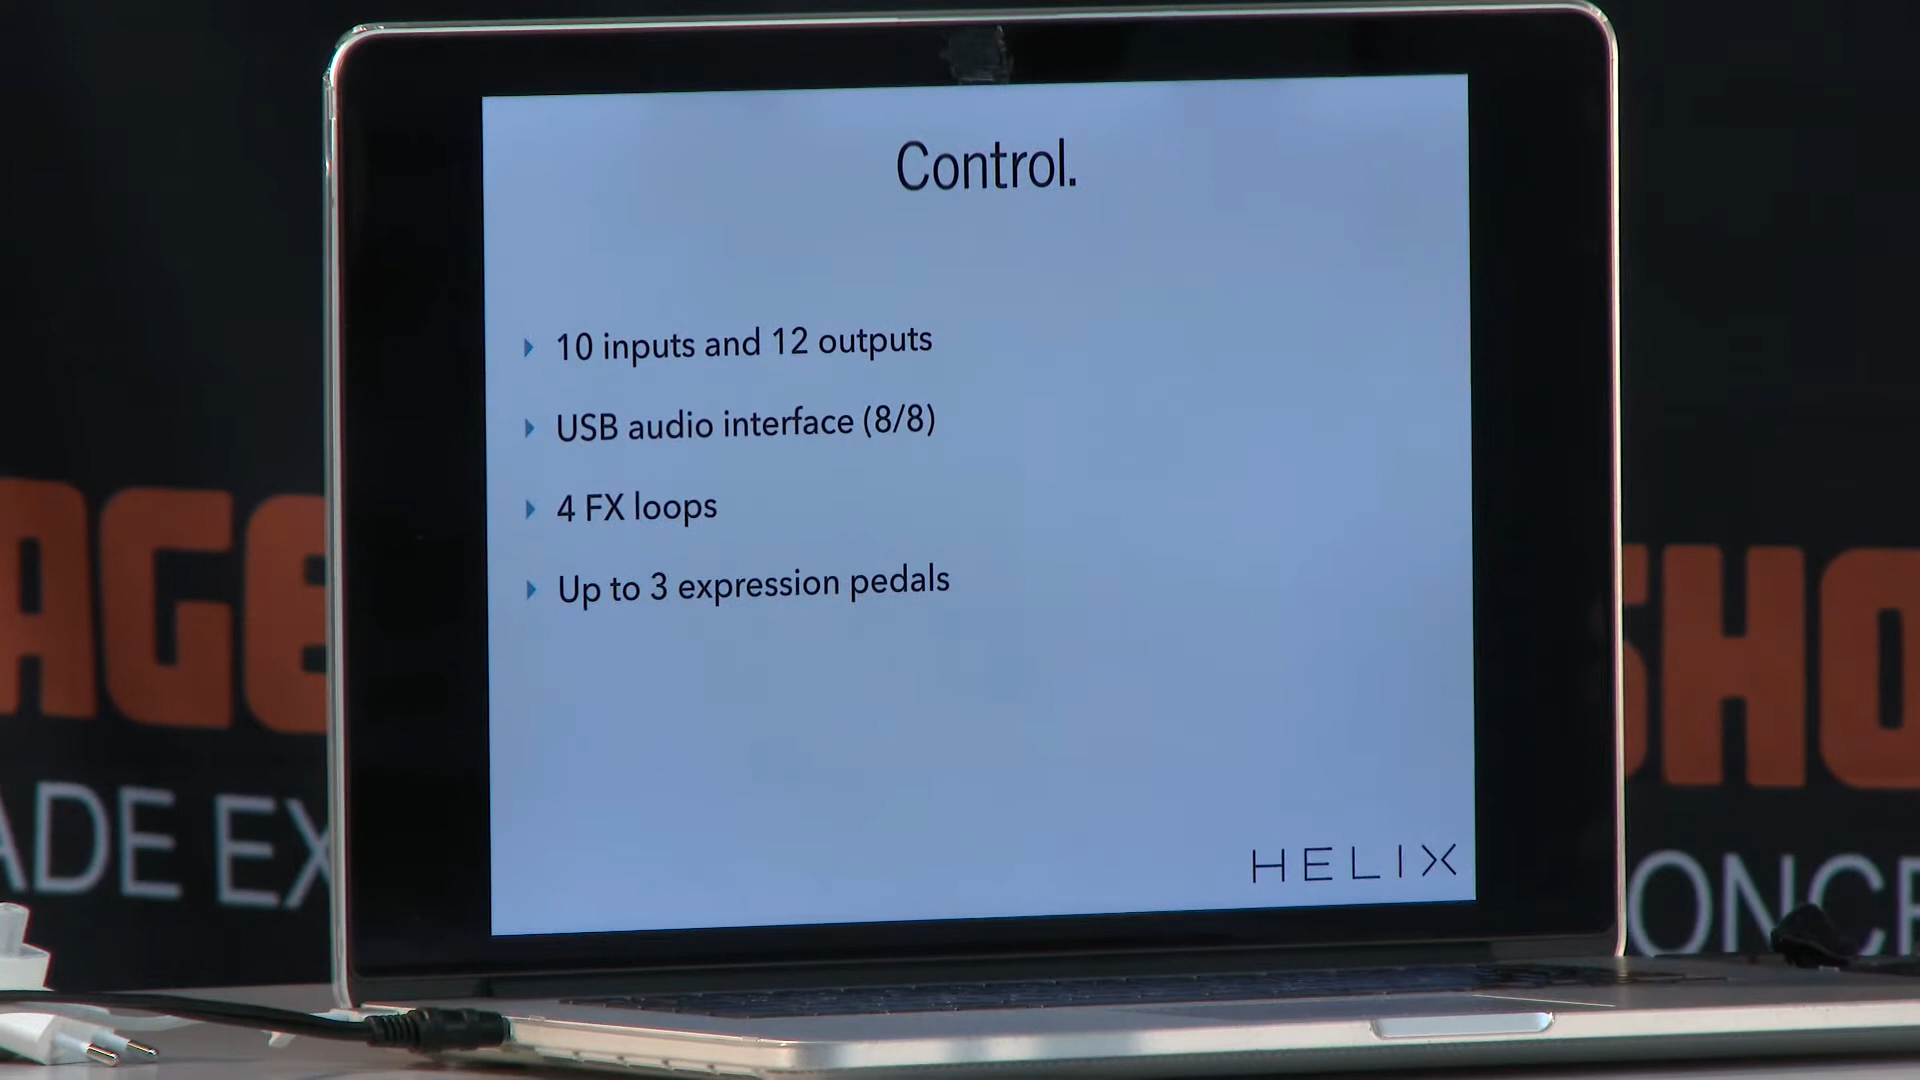 Control.
10 inputs and 12 outputs
USB audio interface (8/8)
4 FX loops
Up to 3 expression pedals
HELIX
AGE
SHO
ADE EX
ONCE